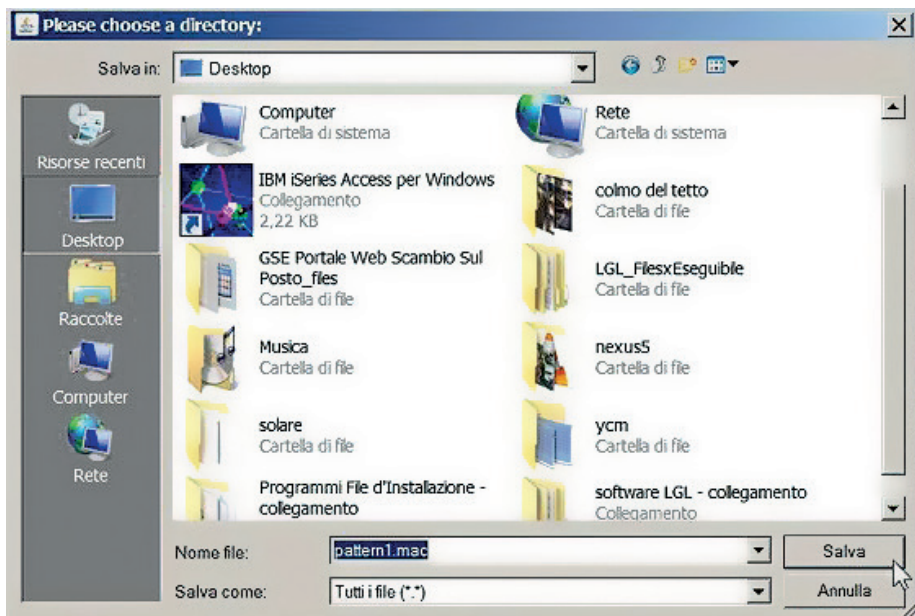 Please choose a directory:
Salva in: Desktop
Risorse recenti
Desktop
Raccolte
Computer
Rete
Computer
Cartella di sistema
Rete
Cartella di sistema
IBM iSeries Access per Windows
Collegamento
2,22 KB
colmo del tetto
Cartella di file
GSE Portale Web Scambio Sul
Posto_files
Cartella di file
LGL_FilesxEseguibile
Cartella di file
Musica
Cartella di file
nexus5
Cartella di file
solare
Cartella di file
ycm
Cartella di file
Programmi File d'Installazione -
collegamento
software LGL - collegamento
Collegamento
Nome file: pattern1.mac
Salva
Salva come: Tutti i file (*.*)
Annulla